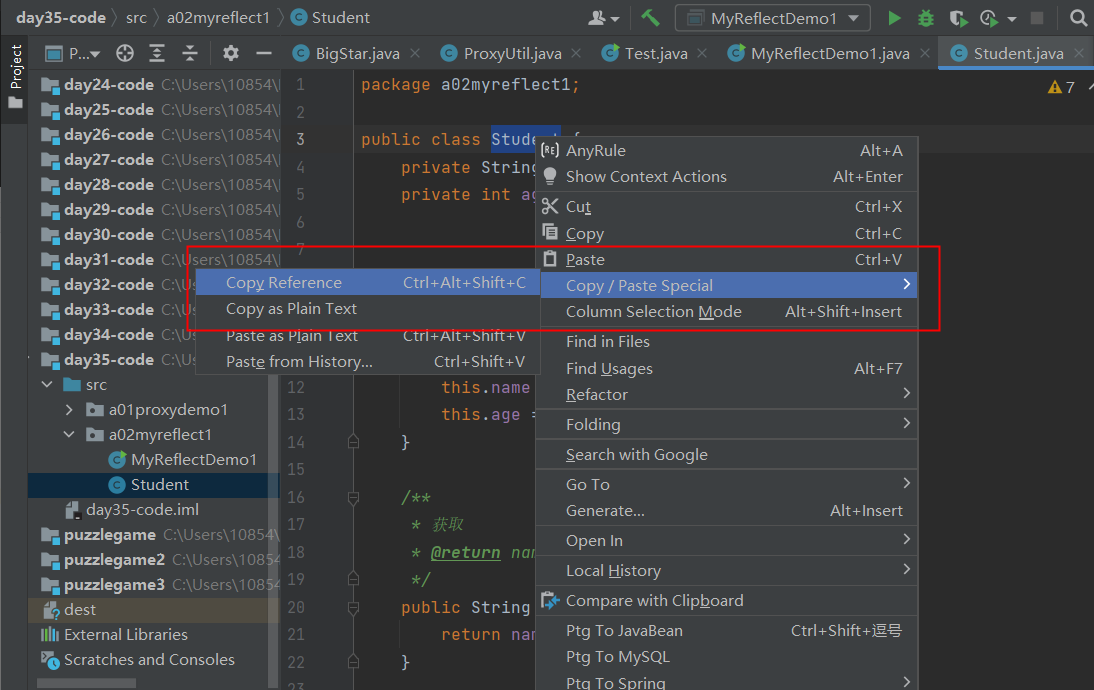 day35-code src a02myreflect1 Student MyReflectDemo1
Project
P... BigStar.java ProxyUtil.java Test.java MyReflectDemo1.java Student.java
day24-code C:\Users\10854\
day25-code C:\Users\10854\
day26-code C:\Users\10854\
day27-code C:\Users\10854\
day28-code C:\Users\10854\
day29-code C:\Users\10854\
day30-code C:\Users\10854\
day31-code C:\Users\10854\
day32-code C:\Us
day33-code C:\Us
day34-code C:\Us
day35-code C:\Us
src
a01proxydemo1
a02myreflect1
MyReflectDemo1
Student
day35-code.iml
puzzlegame C:\Users\10854\
puzzlegame2 C:\Users\10854
puzzlegame3 C:\Users\10854
dest
External Libraries
Scratches and Consoles
7
1 package a02myreflect1;
2
3 public class Student {
4 private String
5 private int ag
6
7
12 this.name
13 this.age =
14 }
15
16 /**
17 * 获取
18 * @return nam
19 */
20 public String
21 return nam
22 }
23
AnyRule Alt+A
Show Context Actions Alt+Enter
Cut Ctrl+X
Copy Ctrl+C
Paste Ctrl+V
Copy / Paste Special
Column Selection Mode Alt+Shift+Insert
Find in Files
Find Usages Alt+F7
Refactor
Folding
Search with Google
Go To
Generate... Alt+Insert
Open In
Local History
Compare with Clipboard
Ptg To JavaBean Ctrl+Shift+逗号
Ptg To MySQL
Ptg To Spring
Copy Reference Ctrl+Alt+Shift+C
Copy as Plain Text
Paste as Plain Text Ctrl+Alt+Shift+V
Paste from History... Ctrl+Shift+V